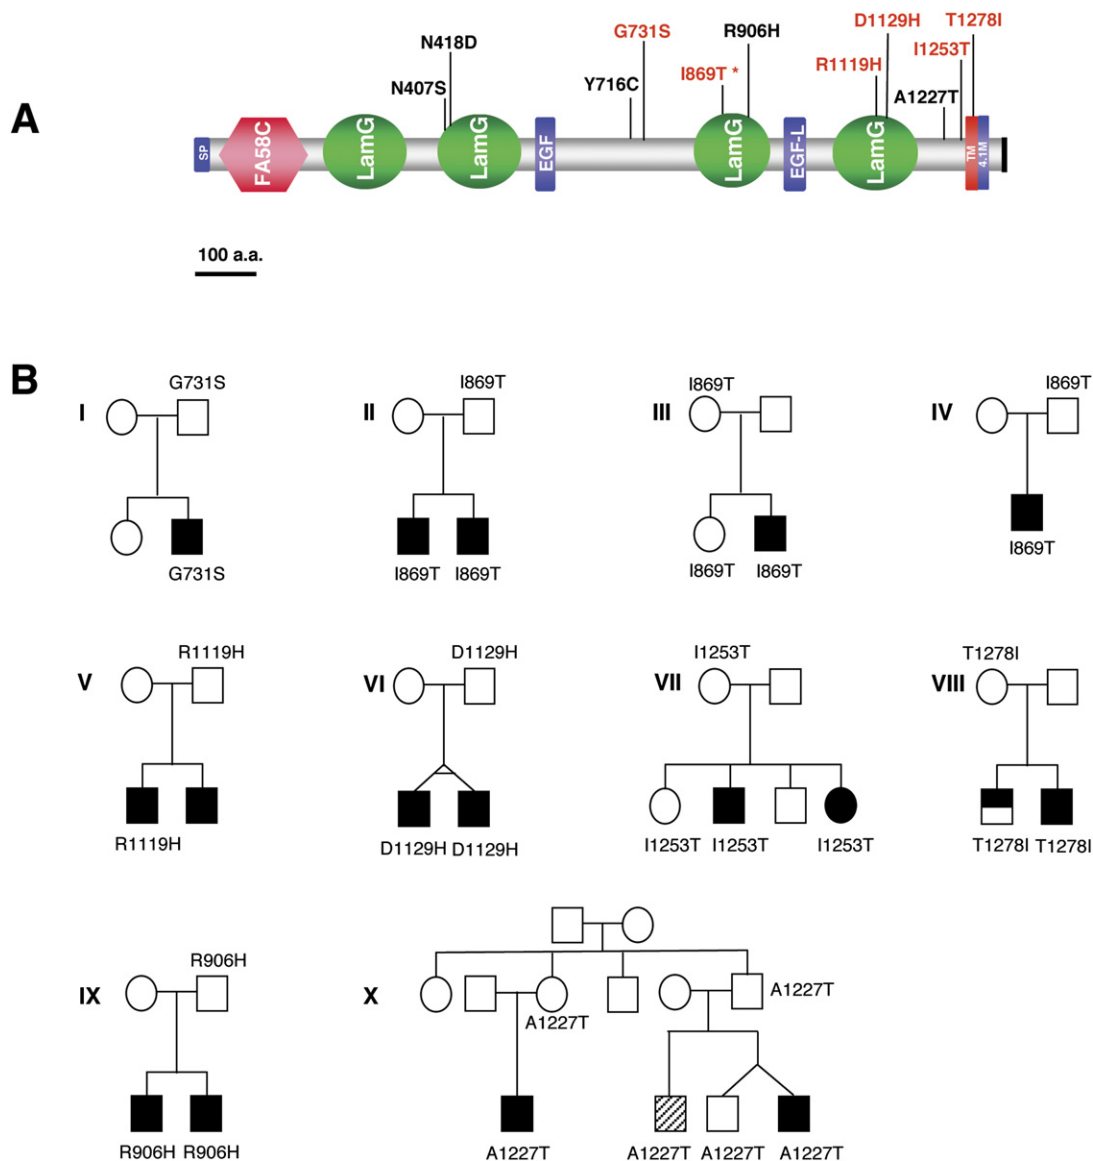 A
D1129H T1278I
G731S R906H
N418D I1253T
I869T * R1119H
N407S Y716C A1227T
SP FA58C LamG LamG EGF LamG EGF-L LamG TM 4.1M
100 a.a.
B
G731S I869T I869T I869T
I II III IV
I869T
G731S I869T I869T I869T I869T
R1119H D1129H I1253T T1278I
V VI VII VIII
R1119H D1129H D1129H I1253T I1253T I1253T T1278I T1278I
R906H
IX X A1227T
A1227T
R906H R906H A1227T A1227T A1227T A1227T